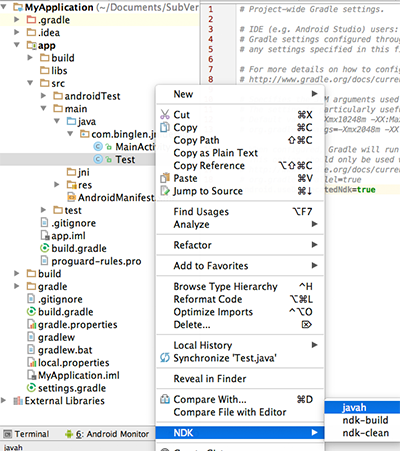 MyApplication (~/Documents/SubVer
.gradle
.idea
app
build
libs
src
androidTest
main
java
com.binglen.jn
MainActiv
Test
jni
res
AndroidManifest
test
.gitignore
app.iml
build.gradle
proguard-rules.pro
build
gradle
.gitignore
build.gradle
gradle.properties
gradlew
gradlew.bat
local.properties
MyApplication.iml
settings.gradle
External Libraries
Terminal
6: Android Monitor
javah
1 # Project-wide Gradle settings.
2
3 # IDE (e.g. Android Studio) users:
4 # Gradle settings configured throu
5 # any settings specified in this fi
6
7 # For more details on how to config
8 # http://www.gradle.org/docs/curren
M arguments used
particularly usefu
Xmx10248m -XX:Ma
gs=-Xmx2048m -XX
Gradle will run
uld only be used
lel=true
/docs/curren
tedNdk=true
New
Cut ⌘X
Copy ⌘C
Copy Path ⇧⌘C
Copy as Plain Text
Copy Reference ⌥⇧⌘C
Paste ⌘V
Jump to Source ⌘↓
Find Usages ⌥F7
Analyze
Refactor
Add to Favorites
Browse Type Hierarchy ^H
Reformat Code ⌥⌘L
Optimize Imports ^⌥O
Delete... ⌦
Local History
Synchronize 'Test.java'
Reveal in Finder
Compare With... ⌘D
Compare File with Editor
NDK
javah
ndk-build
ndk-clean